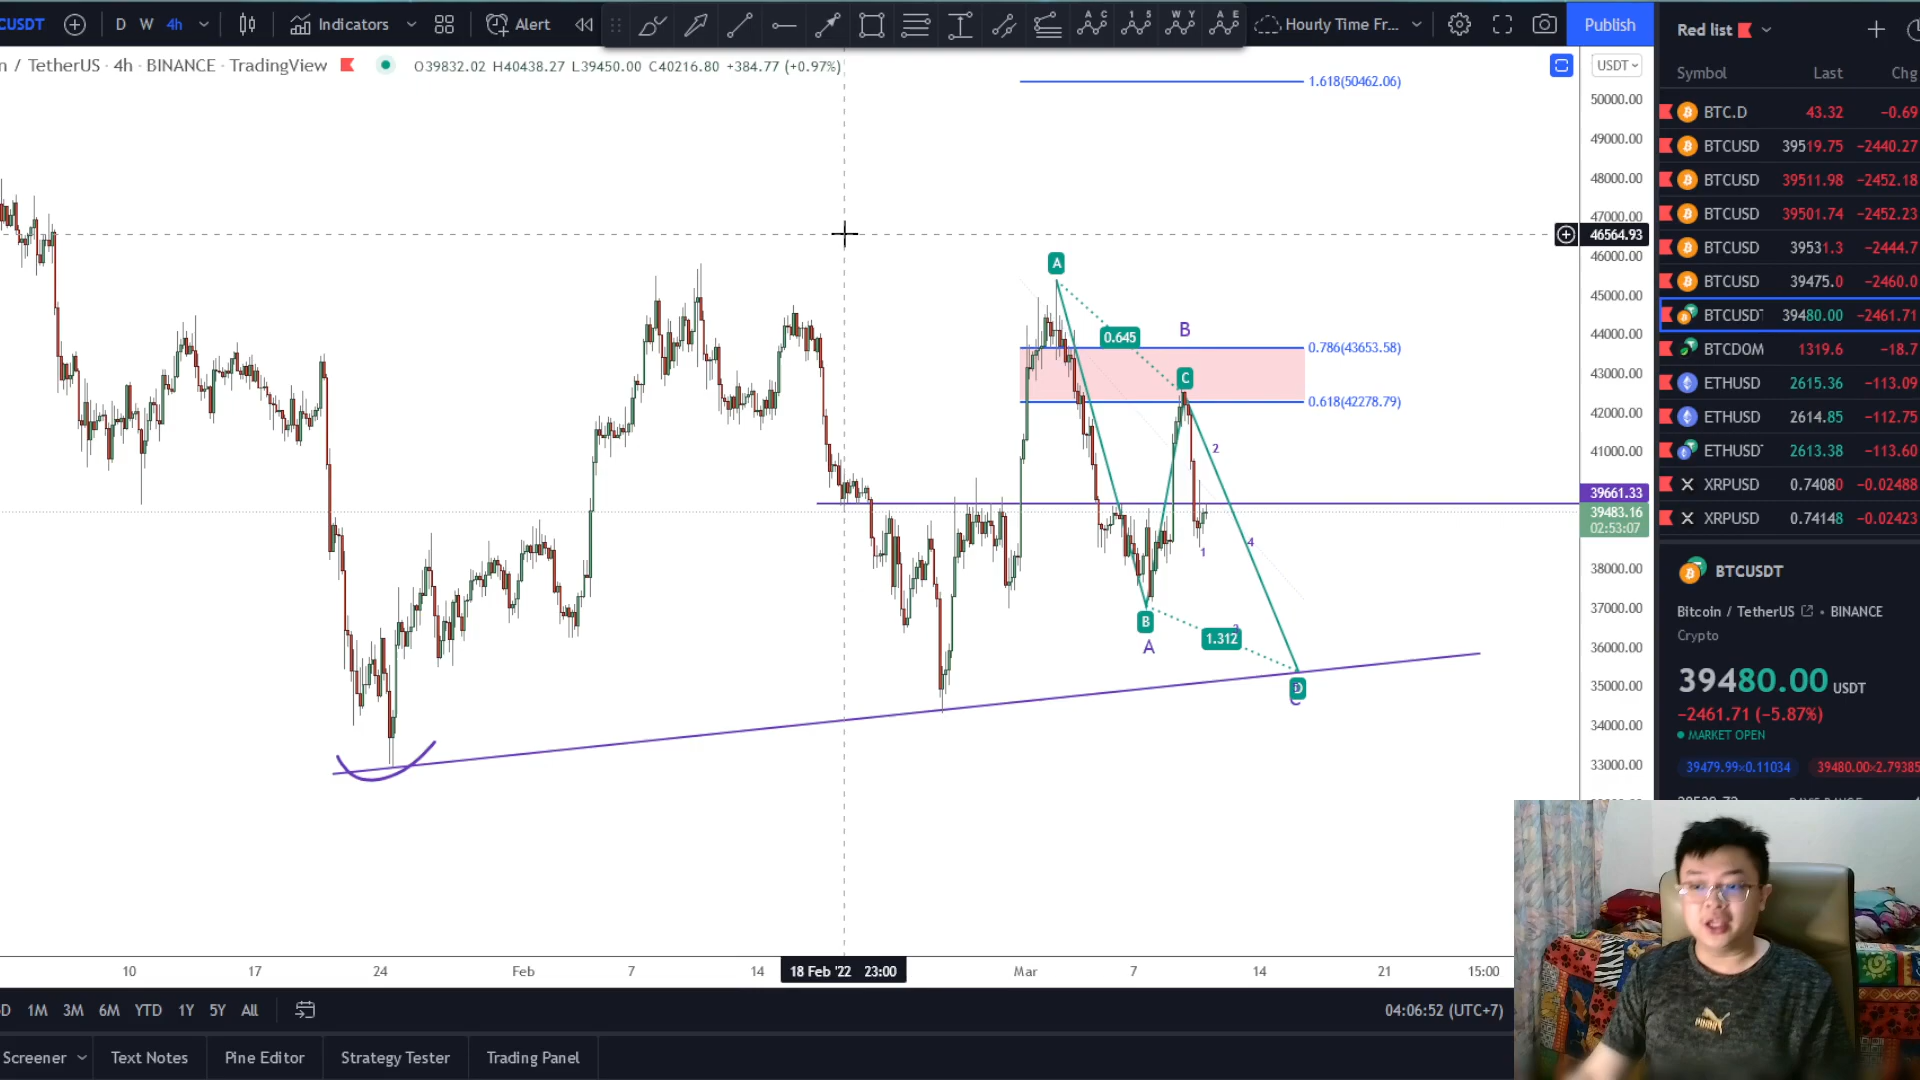 CUSDT D W 4h Indicators Alert Hourly Time Fr... Publish
n / TetherUS · 4h · BINANCE · TradingView O39832.02 H40438.27 L39450.00 C40216.80 +384.77 (+0.97%)
A C
1 5
W Y
A E
USDT
1.618(50462.06)
0.786(43653.58)
0.618(42278.79)
A
0.645
B
C
2
4
1
B
A
1.312
3
D
C
50000.00
49000.00
48000.00
47000.00
46564.93
46000.00
45000.00
44000.00
43000.00
42000.00
41000.00
39661.33
39483.16
02:53:07
38000.00
37000.00
36000.00
35000.00
34000.00
33000.00
10 17 24 Feb 7 14 18 Feb '22 23:00 Mar 7 14 21 15:00
5D 1M 3M 6M YTD 1Y 5Y All
04:06:52 (UTC+7)
Screener Text Notes Pine Editor Strategy Tester Trading Panel
Red list
Symbol Last Chg
BTC.D 43.32 −0.69
BTCUSD 39519.75 −2440.27
BTCUSD 39511.98 −2452.18
BTCUSD 39501.74 −2452.23
BTCUSD 39531.3 −2444.7
BTCUSD 39475.0 −2460.0
BTCUSDT 39480.00 −2461.71
BTCDOM 1319.6 −18.7
ETHUSD 2615.36 −113.09
ETHUSD 2614.85 −112.75
ETHUSDT 2613.38 −113.60
XRPUSD 0.74080 −0.02488
XRPUSD 0.74148 −0.02423
BTCUSDT
Bitcoin / TetherUS • BINANCE
Crypto
39480.00 USDT
−2461.71 (−5.87%)
MARKET OPEN
39479.99×0.11034 39480.00×2.79385
PUMA